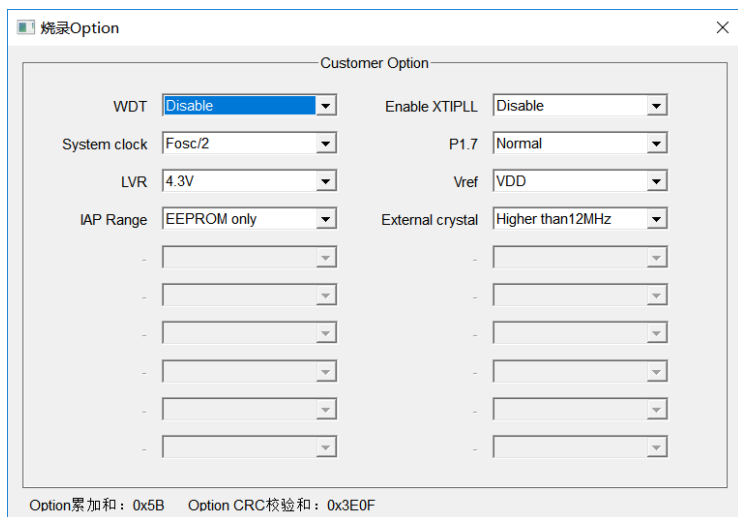 烧录Option
Customer Option
WDT Disable Enable XTIPLL Disable
System clock Fosc/2 P1.7 Normal
LVR 4.3V Vref VDD
IAP Range EEPROM only External crystal Higher than12MHz
- -
- -
- -
- -
- -
- -
Option累加和：0x5B Option CRC校验和：0x3E0F